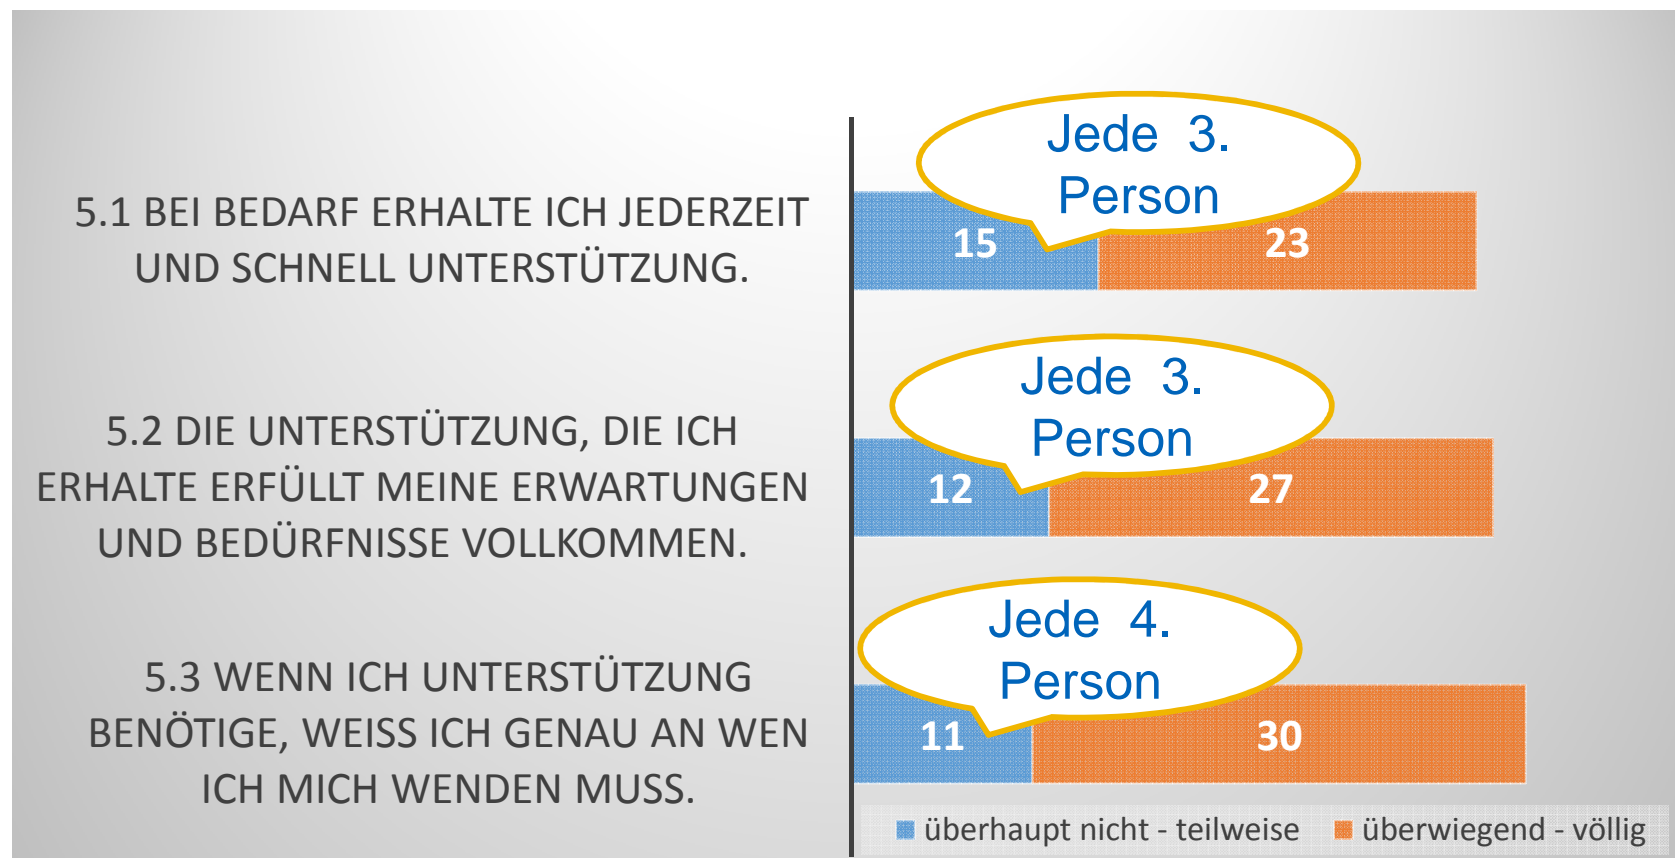 Jede 3.
Person
5.1 BEI BEDARF ERHALTE ICH JEDERZEIT
UND SCHNELL UNTERSTÜTZUNG.
15
23
Jede 3.
Person
5.2 DIE UNTERSTÜTZUNG, DIE ICH
ERHALTE ERFÜLLT MEINE ERWARTUNGEN
UND BEDÜRFNISSE VOLLKOMMEN.
12
27
Jede 4.
Person
5.3 WENN ICH UNTERSTÜTZUNG
BENÖTIGE, WEISS ICH GENAU AN WEN
ICH MICH WENDEN MUSS.
11
30
überhaupt nicht - teilweise
überwiegend - völlig